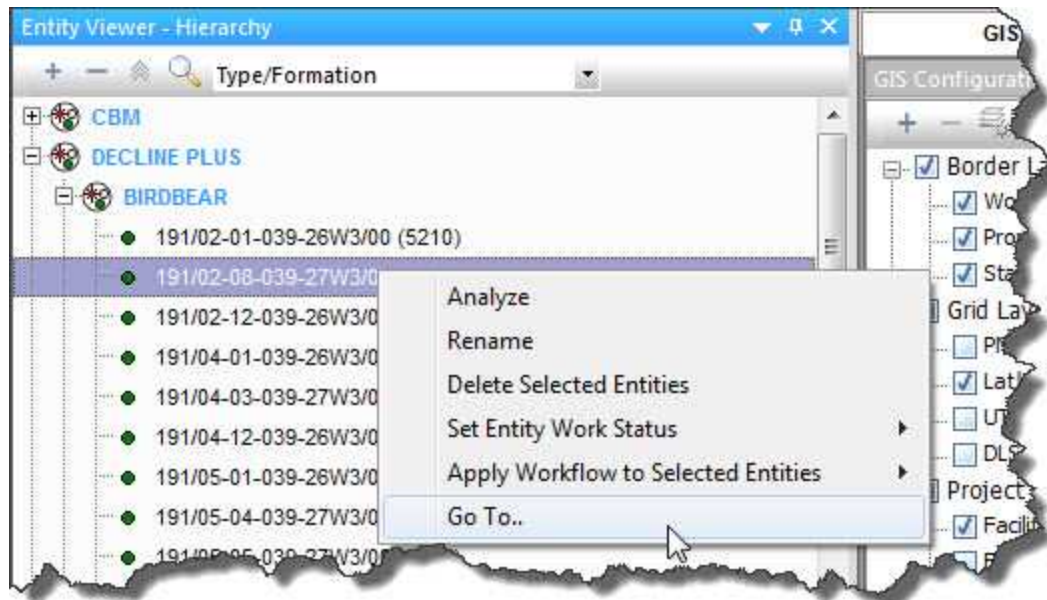 Entity Viewer - Hierarchy
Type/Formation
CBM
DECLINE PLUS
BIRDBEAR
191/02-01-039-26W3/00 (5210)
191/02-08-039-27W3/0
191/02-12-039-26W3/0
191/04-01-039-26W3/0
191/04-03-039-27W3/0
191/04-12-039-26W3/0
191/05-01-039-26W3/0
191/05-04-039-27W3/0
Analyze
Rename
Delete Selected Entities
Set Entity Work Status
Apply Workflow to Selected Entities
Go To..
GIS
GIS Configurati
Border L
Wo
Pro
Sta
Grid Lay
Pl
Lat/
UT
DLS
Project
Facili